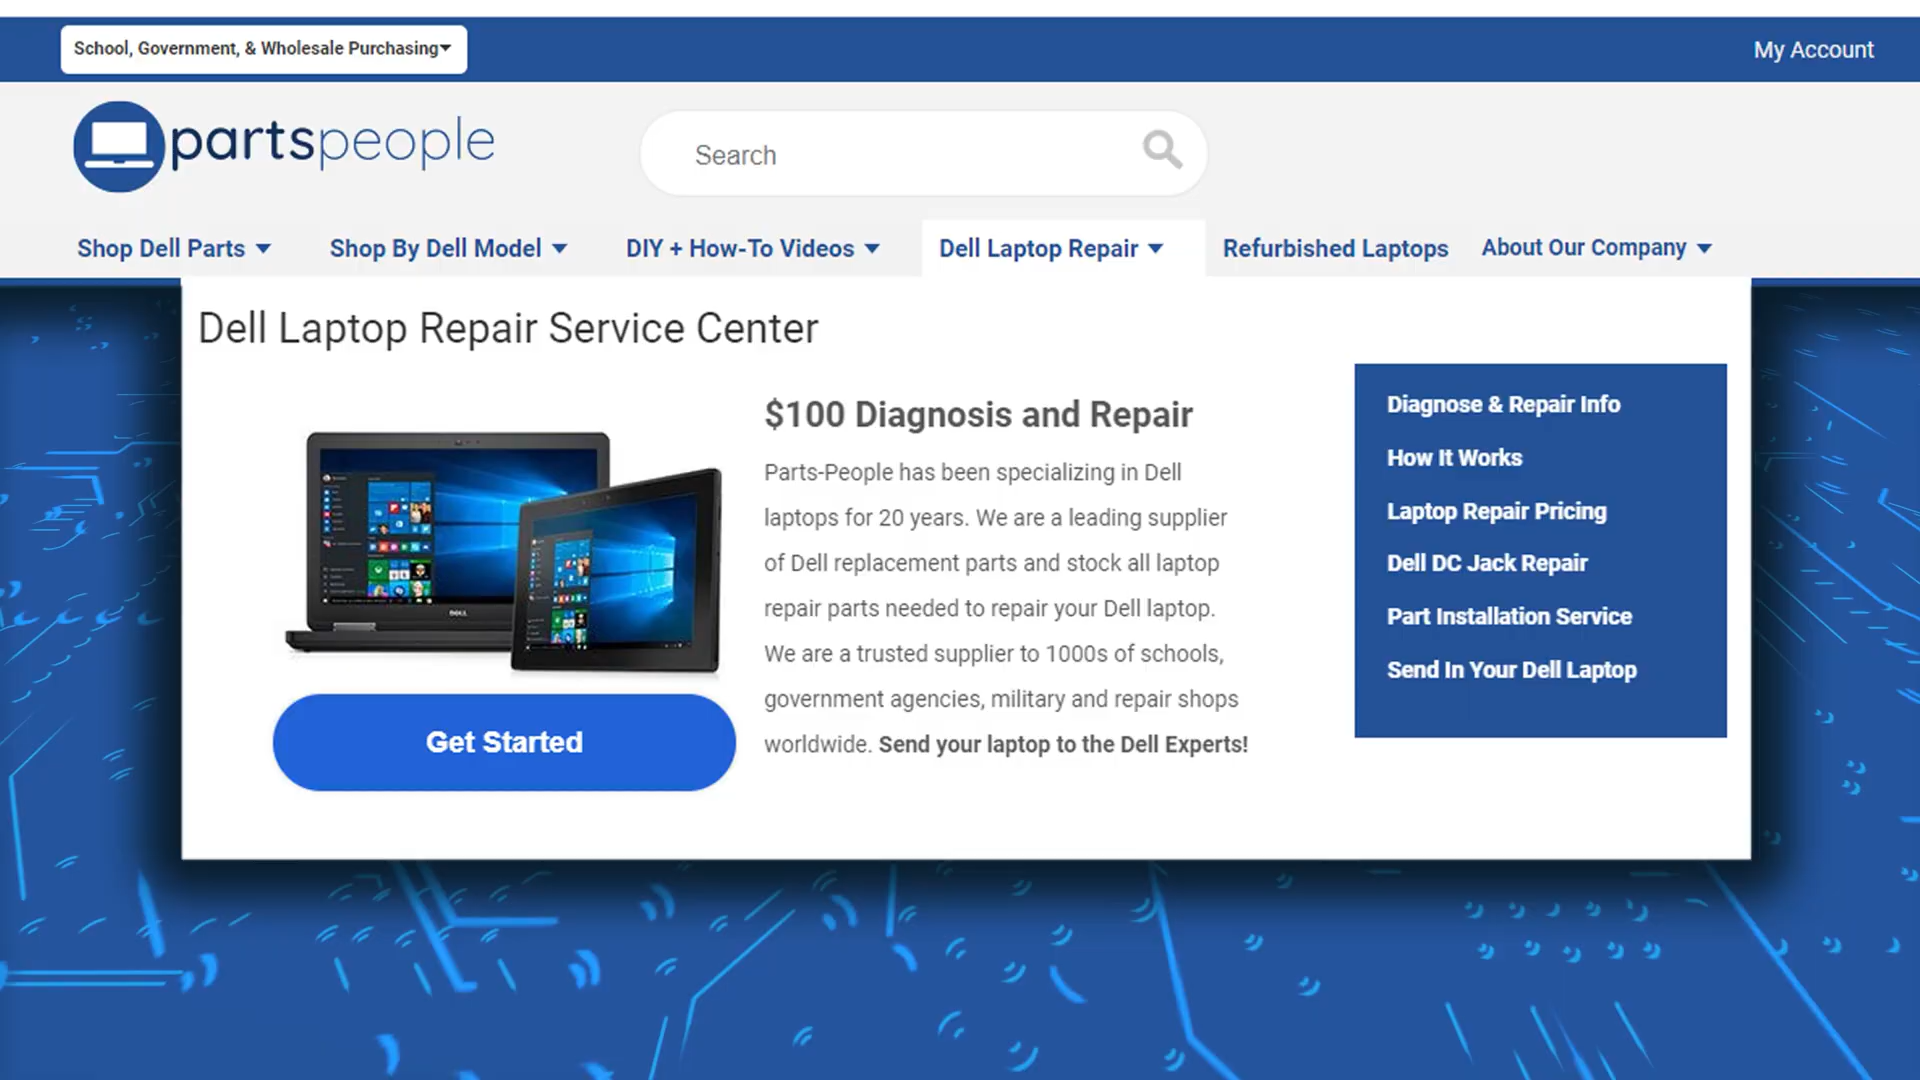 School, Government, & Wholesale Purchasing
My Account
partspeople
Search
Shop Dell Parts
Shop By Dell Model
DIY + How-To Videos
Dell Laptop Repair
Refurbished Laptops
About Our Company
Dell Laptop Repair Service Center
$100 Diagnosis and Repair
Parts-People has been specializing in Dell
laptops for 20 years. We are a leading supplier
of Dell replacement parts and stock all laptop
repair parts needed to repair your Dell laptop.
We are a trusted supplier to 1000s of schools,
government agencies, military and repair shops
worldwide. Send your laptop to the Dell Experts!
DELL
Get Started
Diagnose & Repair Info
How It Works
Laptop Repair Pricing
Dell DC Jack Repair
Part Installation Service
Send In Your Dell Laptop